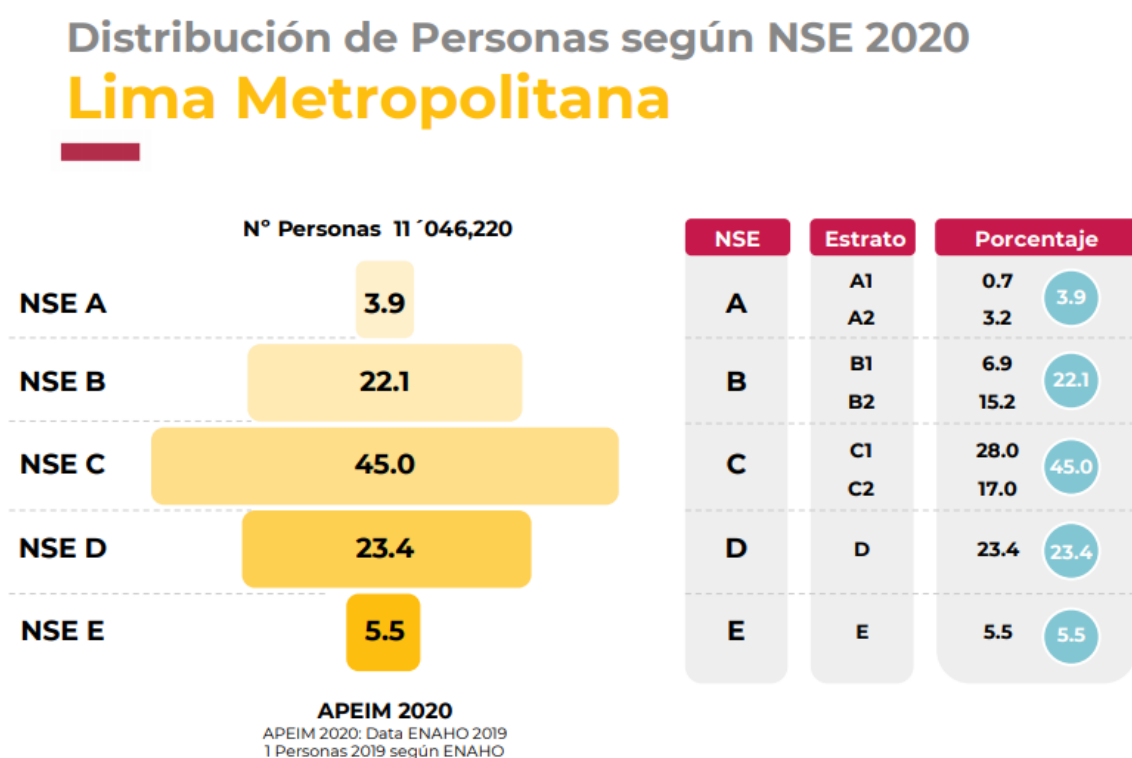 Distribución de Personas según NSE 2020
Lima Metropolitana
Nº Personas 11´046,220
NSE A 3.9
NSE B 22.1
NSE C 45.0
NSE D 23.4
NSE E 5.5
APEIM 2020
APEIM 2020: Data ENAHO 2019
1 Personas 2019 según ENAHO
NSE Estrato Porcentaje
A A1 0.7 3.9
A2 3.2
B B1 6.9 22.1
B2 15.2
C C1 28.0 45.0
C2 17.0
D D 23.4 23.4
E E 5.5 5.5